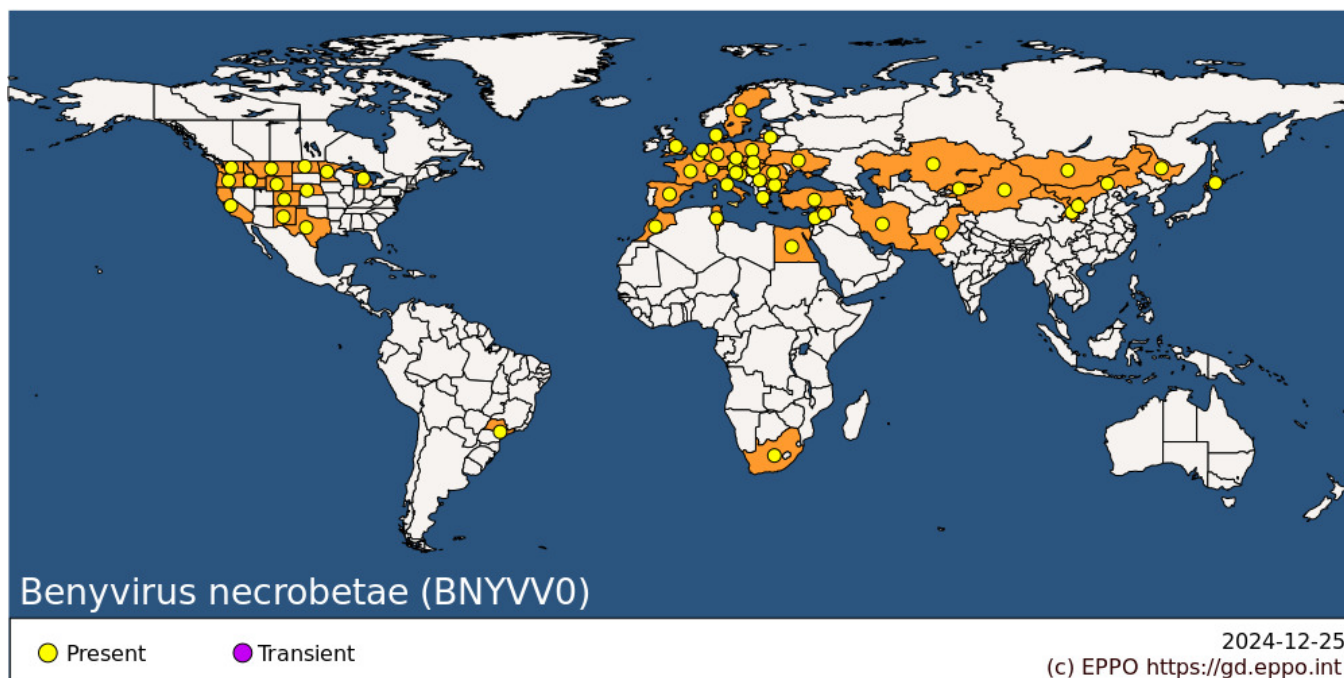 Benyvirus necrobetae (BNYVV0)
Present
Transient
2024-12-25
(c) EPPO https://gd.eppo.int